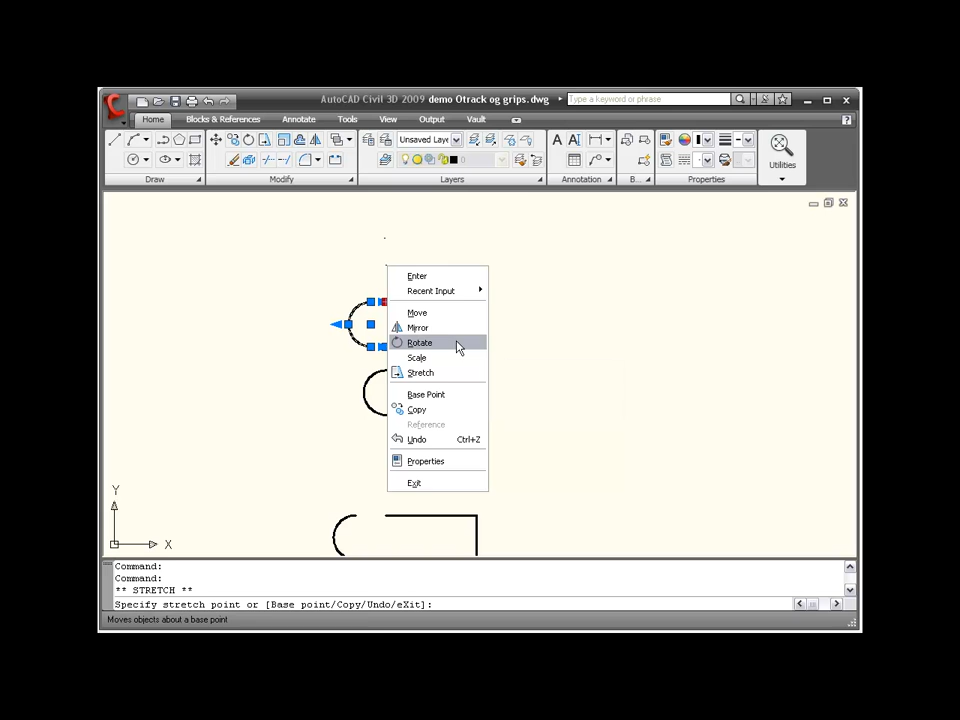 AutoCAD Civil 3D 2009 demo Otrack og grips.dwg
Type a keyword or phrase
Home Blocks & References Annotate Tools View Output Vault
Unsaved Laye
0
Utilities
Draw Modify Layers Annotation B... Properties
Enter
Recent Input
Move
Mirror
Rotate
Scale
Stretch
Base Point
Copy
Reference
Undo Ctrl+Z
Properties
Exit
Y
X
Command:
Command:
** STRETCH **
Specify stretch point or [Base point/Copy/Undo/eXit]:
Moves objects about a base point